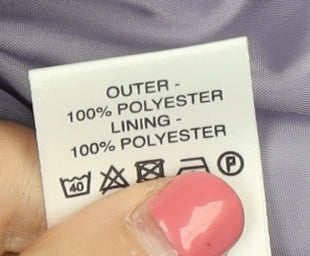 OUTER -
100% POLYESTER
LINING -
100% POLYESTER
40 P